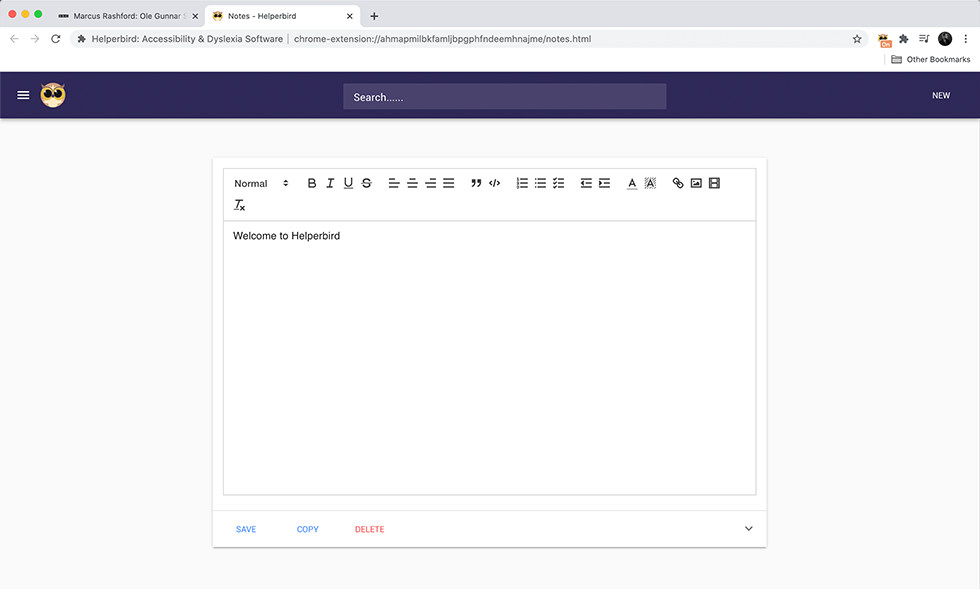 Marcus Rashford: Ole Gunnar
Notes - Helperbird
Helperbird: Accessibility & Dyslexia Software | chrome-extension://ahmapmilbkfamljbpgphfndeemhnajme/notes.html
On
Other Bookmarks
Search......
NEW
Normal
Welcome to Helperbird
SAVE COPY DELETE